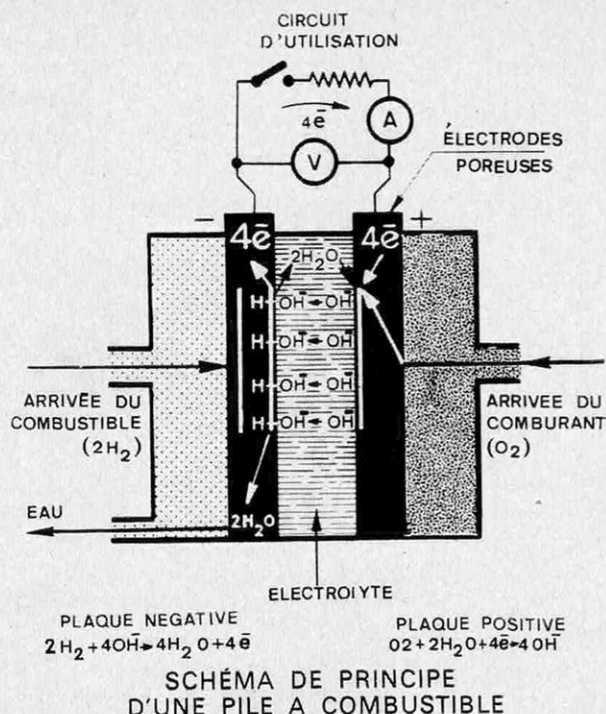 CIRCUIT
D'UTILISATION
4ē
A
V
ÉLECTRODES
POREUSES
- +
4ē 4ē
2H₂O
H OH̄ OH̄
H OH̄ OH̄
H OH̄ OH̄
H OH̄ OH̄
ARRIVÉE DU
COMBUSTIBLE
(2H₂)
ARRIVÉE DU
COMBURANT
(O₂)
EAU
2H₂O
ELECTROLYTE
PLAQUE NEGATIVE
2H₂+4OH̄→4H₂O+4ē
PLAQUE POSITIVE
O2+2H₂O+4ē→4OH̄
SCHÉMA DE PRINCIPE
D'UNE PILE A COMBUSTIBLE